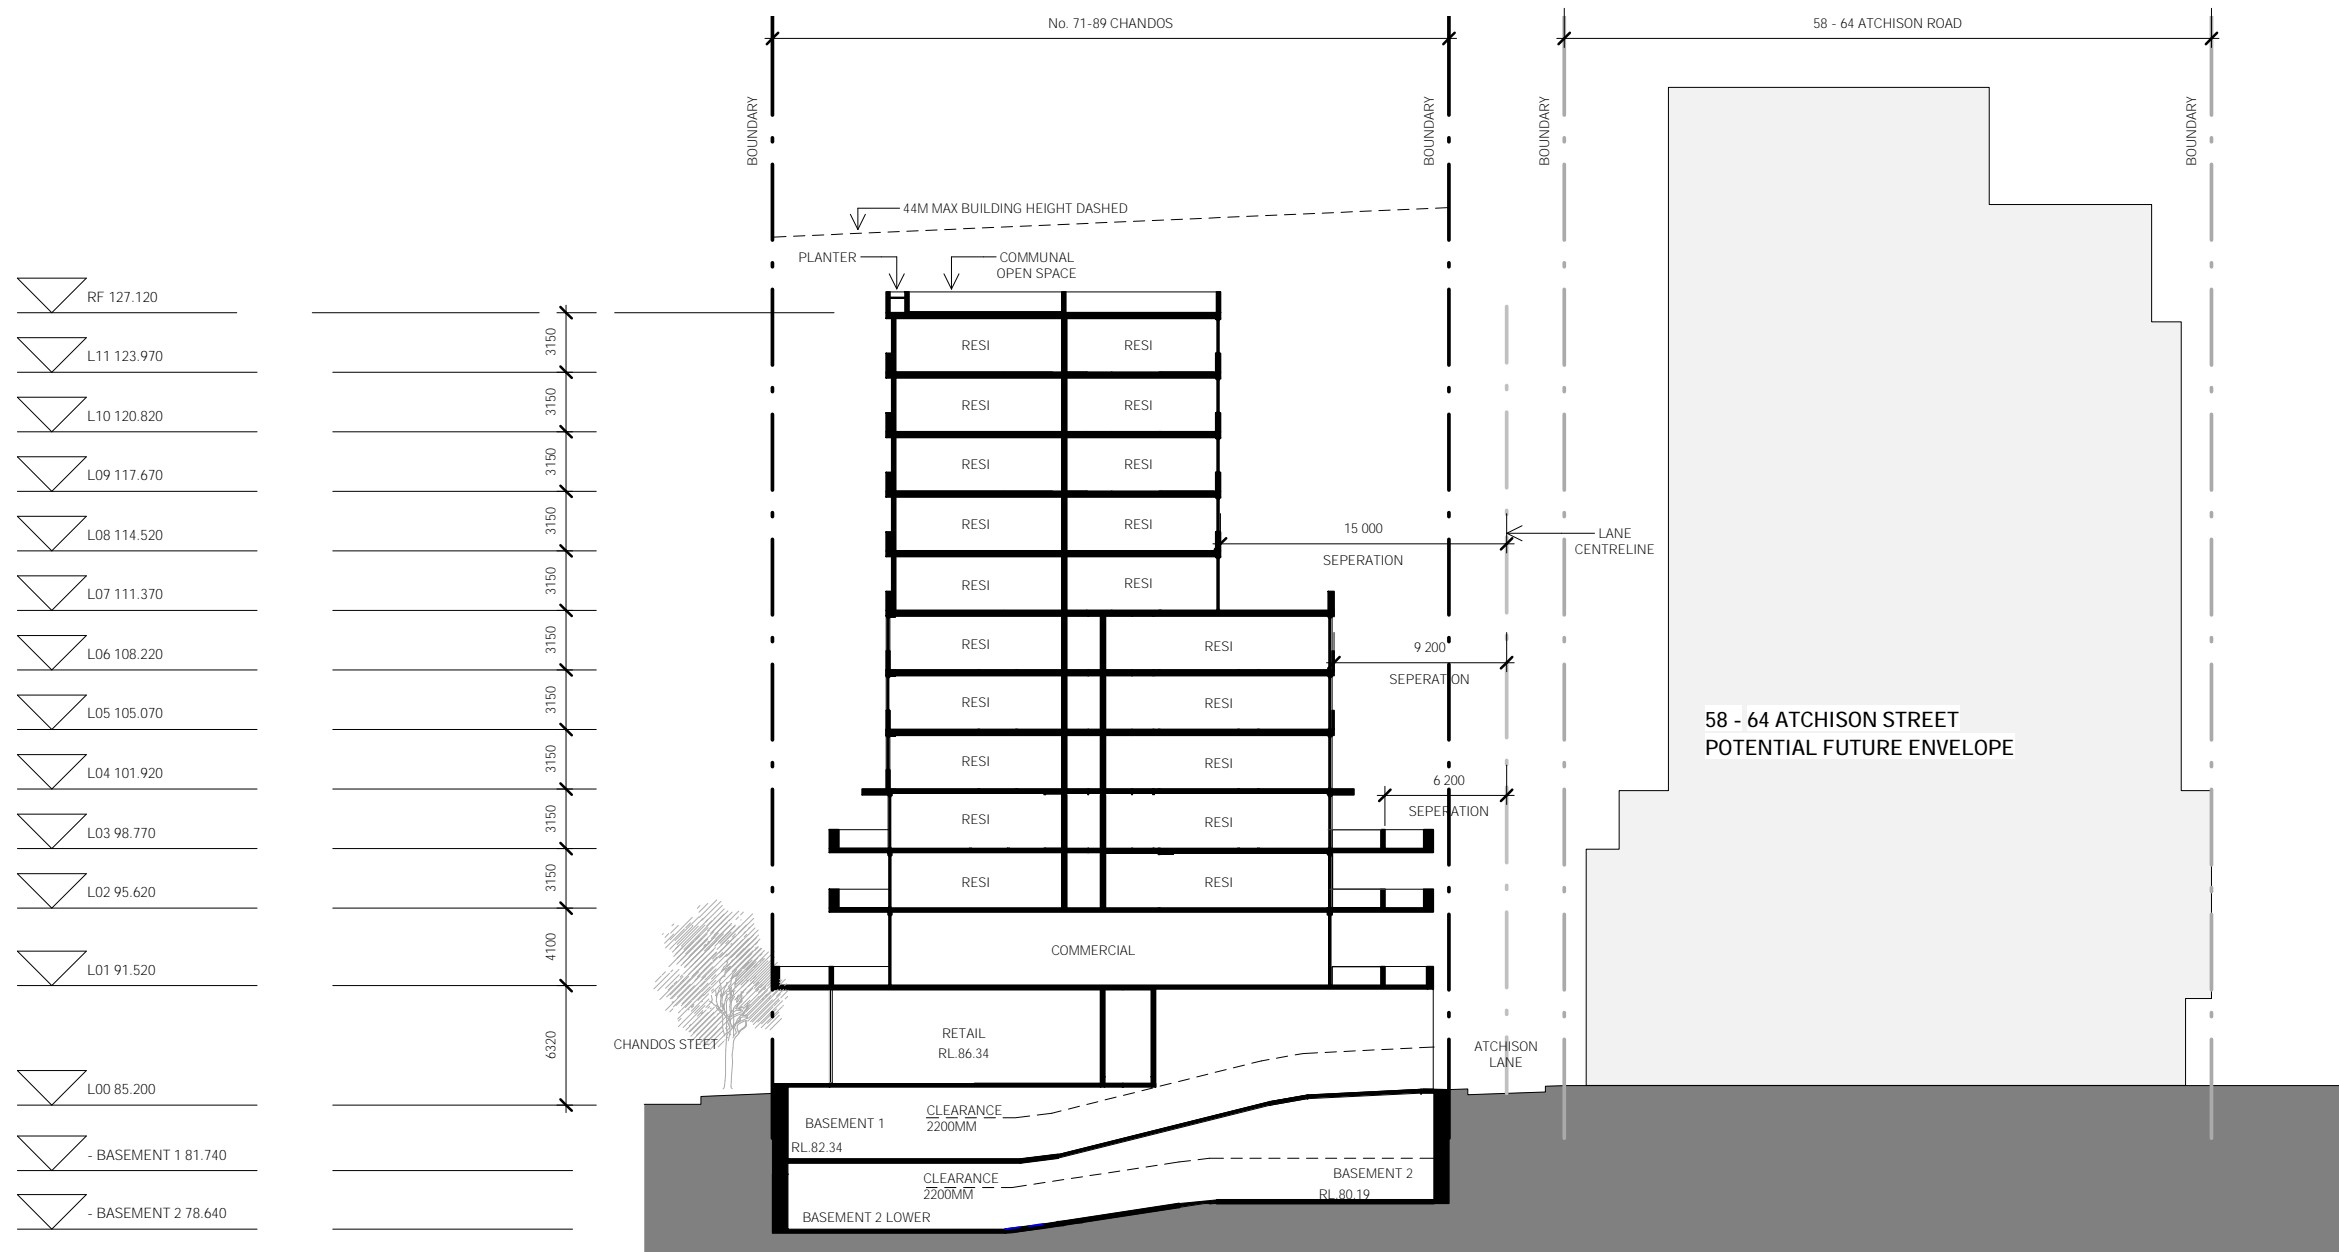 No. 71-89 CHANDOS
58 - 64 ATCHISON ROAD
BOUNDARY
BOUNDARY
BOUNDARY
BOUNDARY
44M MAX BUILDING HEIGHT DASHED
PLANTER
COMMUNAL
OPEN SPACE
RF 127.120
3150
RESI
RESI
L11 123.970
3150
RESI
RESI
L10 120.820
3150
RESI
RESI
L09 117.670
3150
RESI
RESI
L08 114.520
15 000
SEPERATION
LANE
CENTRELINE
3150
RESI
RESI
L07 111.370
3150
RESI
RESI
9 200
SEPERATION
L06 108.220
3150
RESI
RESI
L05 105.070
58 - 64 ATCHISON STREET
POTENTIAL FUTURE ENVELOPE
3150
RESI
RESI
L04 101.920
6 200
SEPERATION
3150
RESI
RESI
L03 98.770
3150
RESI
RESI
L02 95.620
4100
COMMERCIAL
L01 91.520
6320
CHANDOS STEET
RETAIL
RL.86.34
ATCHISON
LANE
L00 85.200
BASEMENT 1
RL.82.34
CLEARANCE
2200MM
- BASEMENT 1 81.740
CLEARANCE
2200MM
BASEMENT 2
RL.80.19
- BASEMENT 2 78.640
BASEMENT 2 LOWER